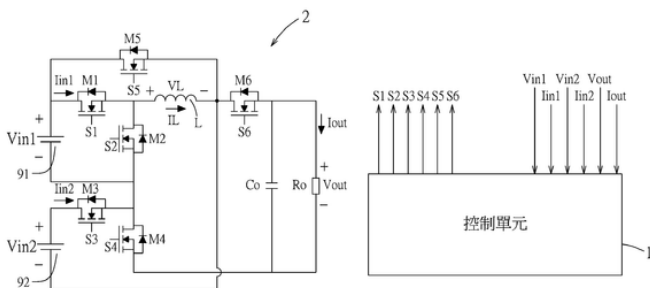 2
M5
S5
Iin1
M1
S1
+ VL −
IL
L
M6
S6
Iout
+
Vin1
−
91
S2
M2
Iin2
M3
S3
Co
Ro
+
Vout
−
+
Vin2
−
92
S4
M4
S1
S2
S3
S4
S5
S6
Vin1
Iin1
Vin2
Iin2
Vout
Iout
控制單元
1